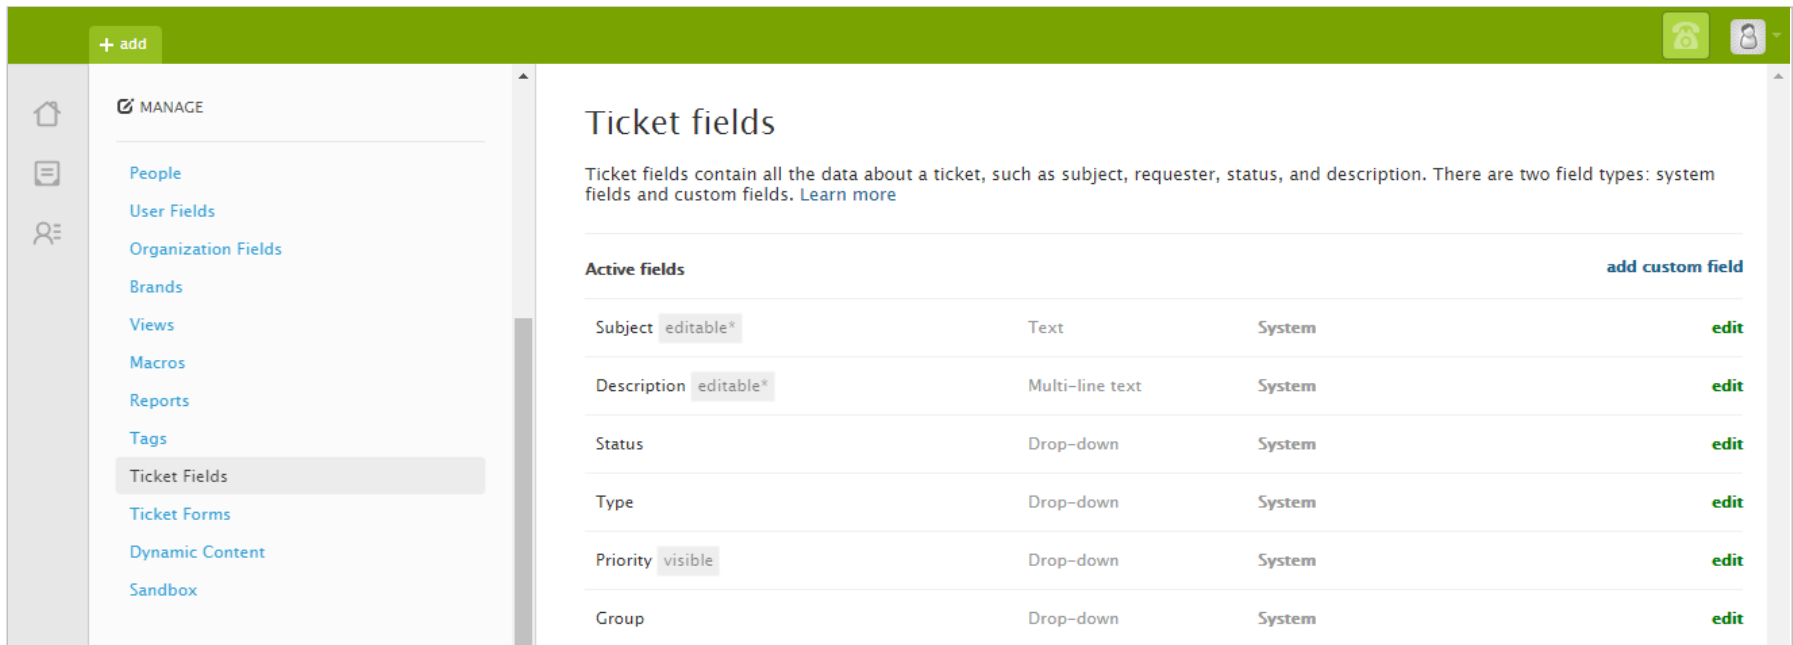 + add
MANAGE
People
User Fields
Organization Fields
Brands
Views
Macros
Reports
Tags
Ticket Fields
Ticket Forms
Dynamic Content
Sandbox
Ticket fields
Ticket fields contain all the data about a ticket, such as subject, requester, status, and description. There are two field types: system
fields and custom fields. Learn more
Active fields add custom field
Subject editable* Text System edit
Description editable* Multi-line text System edit
Status Drop-down System edit
Type Drop-down System edit
Priority visible Drop-down System edit
Group Drop-down System edit